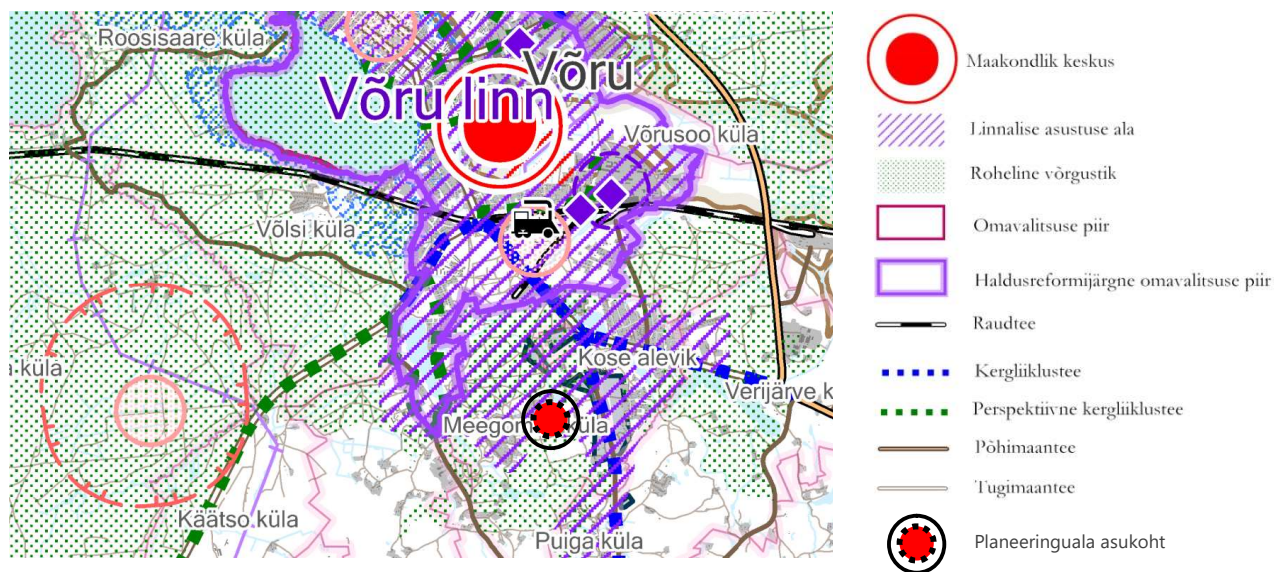 Roosisaare küla
Võru
Võru linn
Võrusoo küla
Võlsi küla
Kose alevik
a küla
Verijärve k
küla
Käätso küla
Puiga küla
Maakondlik keskus
Linnalise asustuse ala
Roheline võrgustik
Omavalitsuse piir
Haldusreformijärgne omavalitsuse piir
Raudtee
Kergliiklustee
Perspektiivne kergliiklustee
Põhimaantee
Tugimaantee
Planeeringuala asukoht